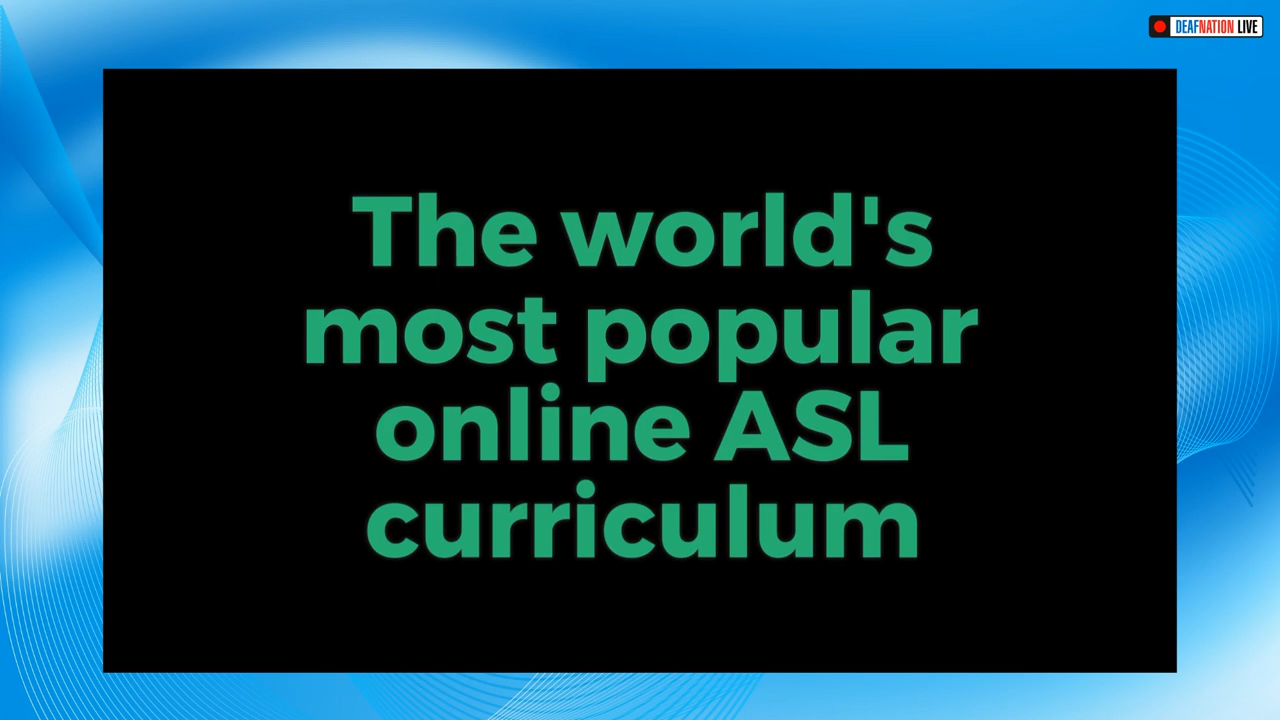 DEAFNATION LIVE
The world's
most popular
online ASL
curriculum